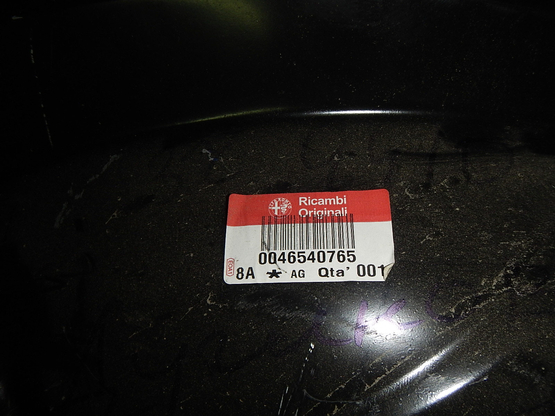 Ricambi
Originali
0046540765
8A * AG Qta' 001